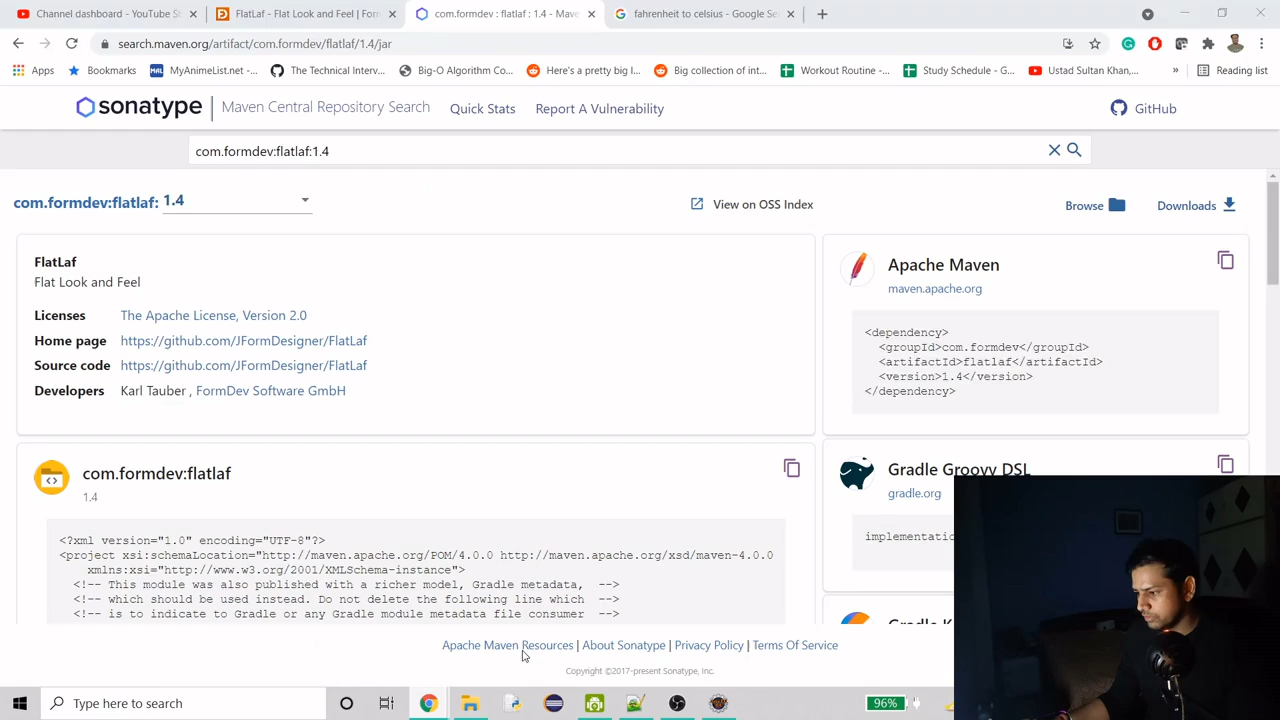 Channel dashboard - YouTube St
FlatLaf - Flat Look and Feel | Form
com.formdev : flatlaf : 1.4 - Mave
fahrenheit to celsius - Google Sea
search.maven.org/artifact/com.formdev/flatlaf/1.4/jar
Apps
Bookmarks
MyAnimeList.net -...
The Technical Interv...
Big-O Algorithm Co...
Here's a pretty big l...
Big collection of int...
Workout Routine -...
Study Schedule - G...
Ustad Sultan Khan,...
Reading list
sonatype
Maven Central Repository Search
Quick Stats
Report A Vulnerability
GitHub
com.formdev:flatlaf:1.4
com.formdev:flatlaf: 1.4
View on OSS Index
Browse
Downloads
FlatLaf
Flat Look and Feel
Licenses The Apache License, Version 2.0
Home page https://github.com/JFormDesigner/FlatLaf
Source code https://github.com/JFormDesigner/FlatLaf
Developers Karl Tauber , FormDev Software GmbH
Apache Maven
maven.apache.org
<dependency>
<groupId>com.formdev</groupId>
<artifactId>flatlaf</artifactId>
<version>1.4</version>
</dependency>
com.formdev:flatlaf
1.4
<?xml version="1.0" encoding="UTF-8"?>
<project xsi:schemaLocation="http://maven.apache.org/POM/4.0.0 http://maven.apache.org/xsd/maven-4.0.0
xmlns:xsi="http://www.w3.org/2001/XMLSchema-instance">
<!-- This module was also published with a richer model, Gradle metadata, -->
<!-- which should be used instead. Do not delete the following line which -->
<!-- is to indicate to Gradle or any Gradle module metadata file consumer -->
Gradle Groovy DSL
gradle.org
implementatio
Gradle K
Apache Maven Resources | About Sonatype | Privacy Policy | Terms Of Service
Copyright ©2017-present Sonatype, Inc.
Type here to search
96%